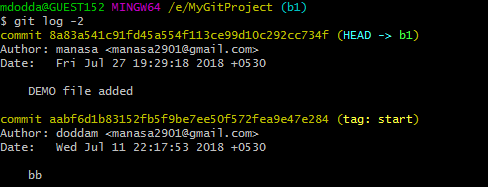 mdodda@GUEST152 MINGW64 /e/MyGitProject (b1)
$ git log -2
commit 8a83a541c91fd45a554f113ce99d10c292cc734f (HEAD -> b1)
Author: manasa <manasa2901@gmail.com>
Date:   Fri Jul 27 19:29:18 2018 +0530
DEMO file added
commit aabf6d1b83152fb5f9be7ee50f572fea9e47e284 (tag: start)
Author: doddam <manasa2901@gmail.com>
Date:   Wed Jul 11 22:17:53 2018 +0530
bb